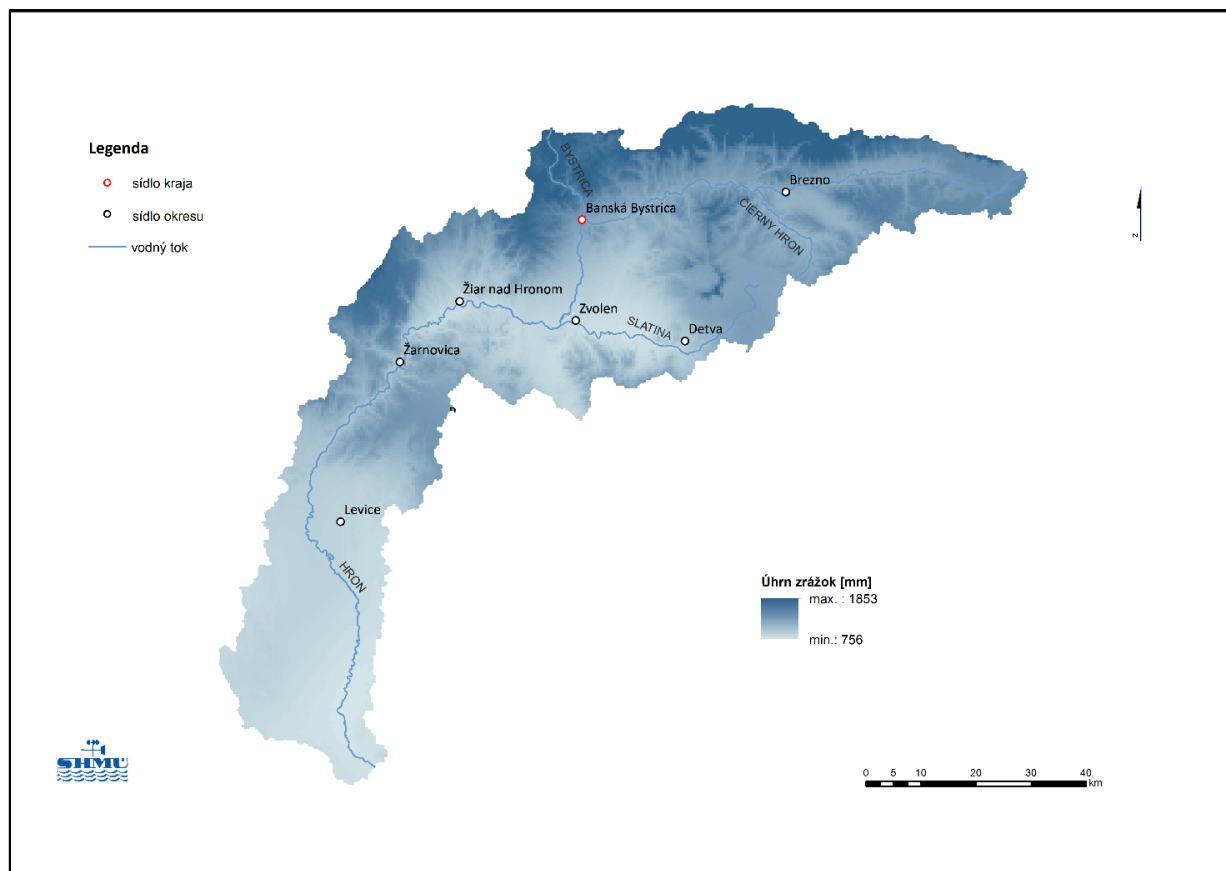 Legenda
sídlo kraja
sídlo okresu
vodný tok
BYSTRICA
Brezno
Banská Bystrica
ČIERNY HRON
Žiar nad Hronom
Zvolen
SLATINA
Detva
Žarnovica
Levice
HRON
Úhrn zrážok [mm]
max. : 1853
min.: 756
N
SHMÚ
0 5 10 20 30 40
km